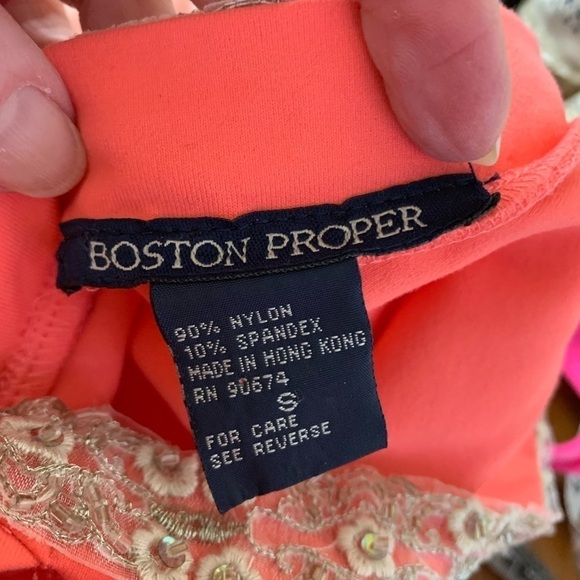 BOSTON PROPER
90% NYLON
10% SPANDEX
MADE IN HONG KONG
RN 90674
S
FOR CARE
SEE REVERSE